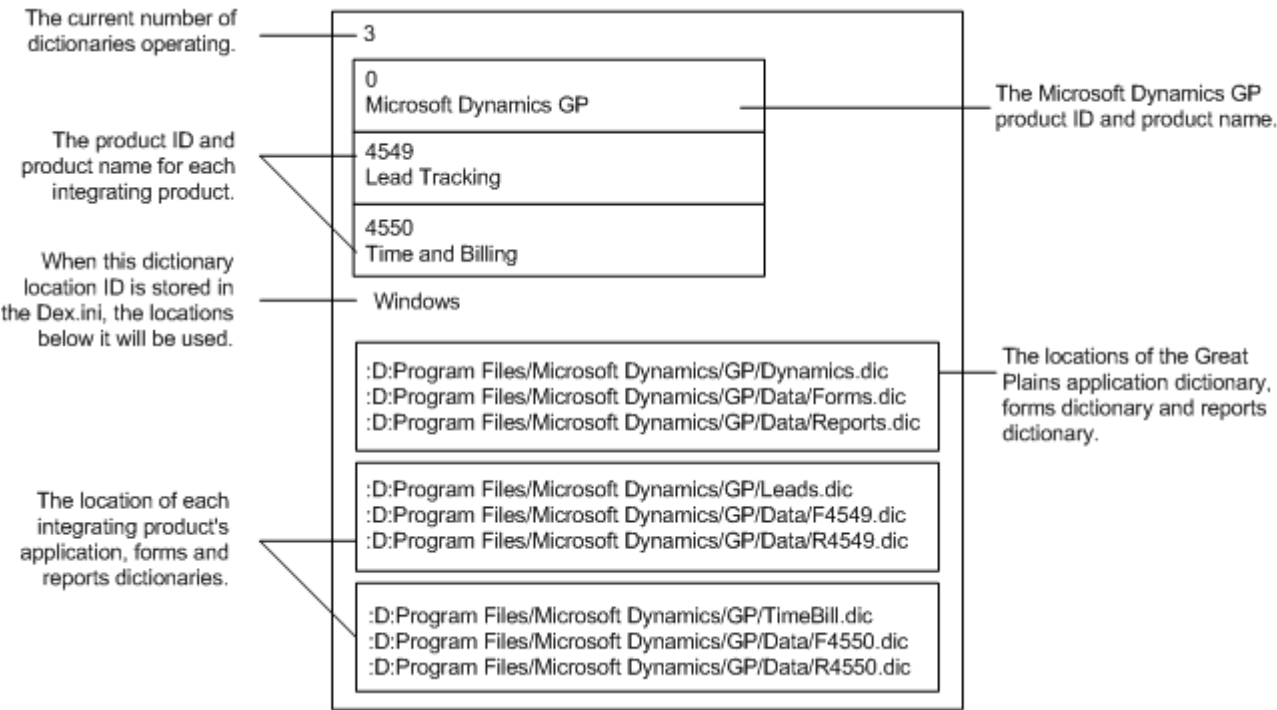 The current number of
dictionaries operating.
3
0
Microsoft Dynamics GP
The Microsoft Dynamics GP
product ID and product name.
The product ID and
product name for each
integrating product.
4549
Lead Tracking
4550
Time and Billing
When this dictionary
location ID is stored in
the Dex.ini, the locations
below it will be used.
Windows
:D:Program Files/Microsoft Dynamics/GP/Dynamics.dic
:D:Program Files/Microsoft Dynamics/GP/Data/Forms.dic
:D:Program Files/Microsoft Dynamics/GP/Data/Reports.dic
The locations of the Great
Plains application dictionary,
forms dictionary and reports
dictionary.
:D:Program Files/Microsoft Dynamics/GP/Leads.dic
:D:Program Files/Microsoft Dynamics/GP/Data/F4549.dic
:D:Program Files/Microsoft Dynamics/GP/Data/R4549.dic
The location of each
integrating product's
application, forms and
reports dictionaries.
:D:Program Files/Microsoft Dynamics/GP/TimeBill.dic
:D:Program Files/Microsoft Dynamics/GP/Data/F4550.dic
:D:Program Files/Microsoft Dynamics/GP/Data/R4550.dic